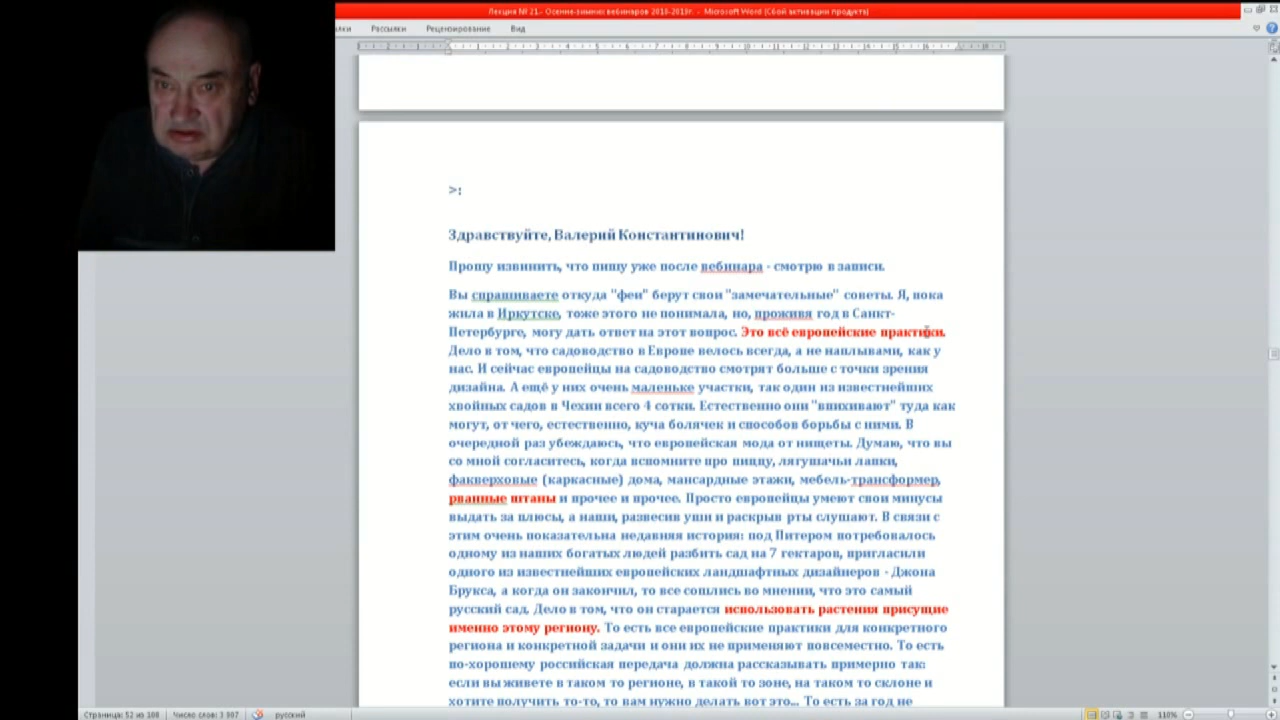 Лекция № 21.- Осенне-зимних вебинаров 2018-2019г. - Microsoft Word (Сбой активации продукта)
Рассылки Рецензирование Вид
>:
Здравствуйте, Валерий Константинович!
Прошу извинить, что пишу уже после вебинара - смотрю в записи.
Вы спрашиваете откуда "феи" берут свои "замечательные" советы. Я, пока
жила в Иркутске, тоже этого не понимала, но, проживя год в Санкт-
Петербурге, могу дать ответ на этот вопрос. Это всё европейские практики.
Дело в том, что садоводство в Европе велось всегда, а не наплывами, как у
нас. И сейчас европейцы на садоводство смотрят больше с точки зрения
дизайна. А ещё у них очень маленьке участки, так один из известнейших
хвойных садов в Чехии всего 4 сотки. Естественно они "впихивают" туда как
могут, от чего, естественно, куча болячек и способов борьбы с ними. В
очередной раз убеждаюсь, что европейская мода от нищеты. Думаю, что вы
со мной согласитесь, когда вспомните про пиццу, лягушачьи лапки,
факверховые (каркасные) дома, мансардные этажи, мебель-трансформер,
рванные штаны и прочее и прочее. Просто европейцы умеют свои минусы
выдать за плюсы, а наши, развесив уши и раскрыв рты слушают. В связи с
этим очень показательна недавняя история: под Питером потребовалось
одному из наших богатых людей разбить сад на 7 гектаров, пригласили
одного из известнейших европейских ландшафтных дизайнеров - Джона
Брукса, а когда он закончил, то все сошлись во мнении, что это самый
русский сад. Дело в том, что он старается использовать растения присущие
именно этому региону. То есть все европейские практики для конкретного
региона и конкретной задачи и они их не применяют повсеместно. То есть
по-хорошему российская передача должна рассказывать примерно так:
если вы живете в таком то регионе, в такой то зоне, на таком то склоне и
хотите получить то-то, то вам нужно делать вот это... То есть за год не
Страница: 52 из 188 Число слов: 3 907 русский 110%